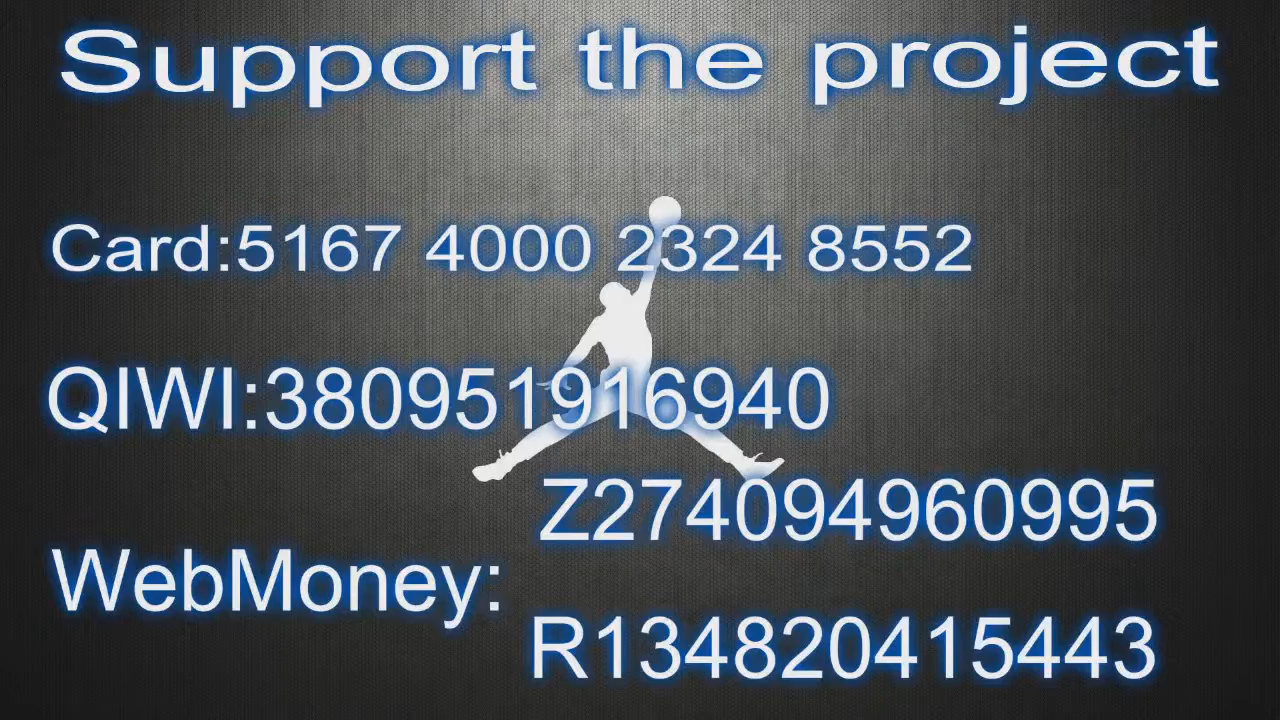 Support the project
Card:5167 4000 2324 8552
QIWI:380951916940
Z274094960995
WebMoney:
R134820415443